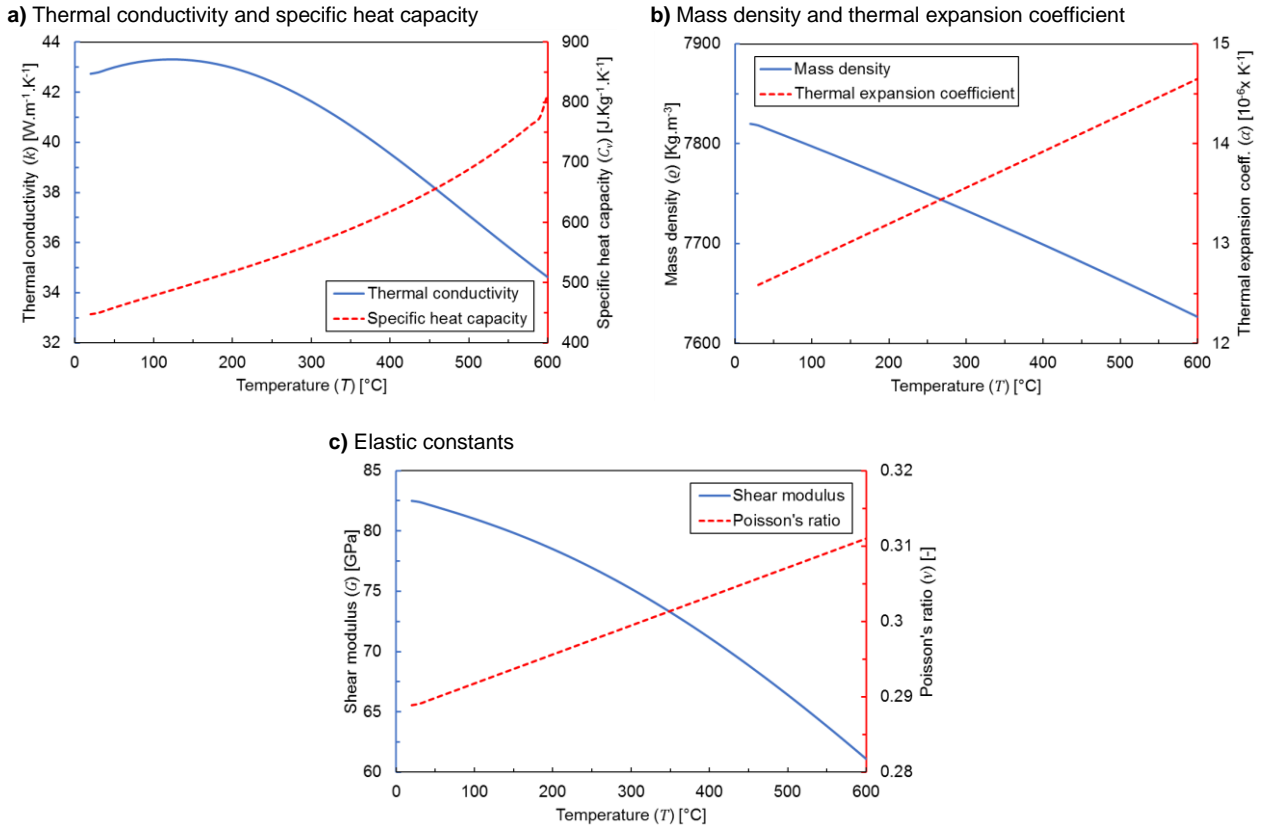 a) Thermal conductivity and specific heat capacity
44
42
40
38
36
34
32
Thermal conductivity (k) [W.m-1.K-1]
900
800
700
600
500
400
Specific heat capacity (Cv) [J.Kg-1.K-1]
Thermal conductivity
Specific heat capacity
0 100 200 300 400 500 600
Temperature (T) [°C]
b) Mass density and thermal expansion coefficient
7900
7800
7700
7600
Mass density (ϱ) [Kg.m-3]
15
14
13
12
Thermal expansion coeff. (α) [10-6x K-1]
Mass density
Thermal expansion coefficient
0 100 200 300 400 500 600
Temperature (T) [°C]
c) Elastic constants
85
80
75
70
65
60
Shear modulus (G) [GPa]
0.32
0.31
0.3
0.29
0.28
Poisson's ratio (ν) [-]
Shear modulus
Poisson's ratio
0 100 200 300 400 500 600
Temperature (T) [°C]